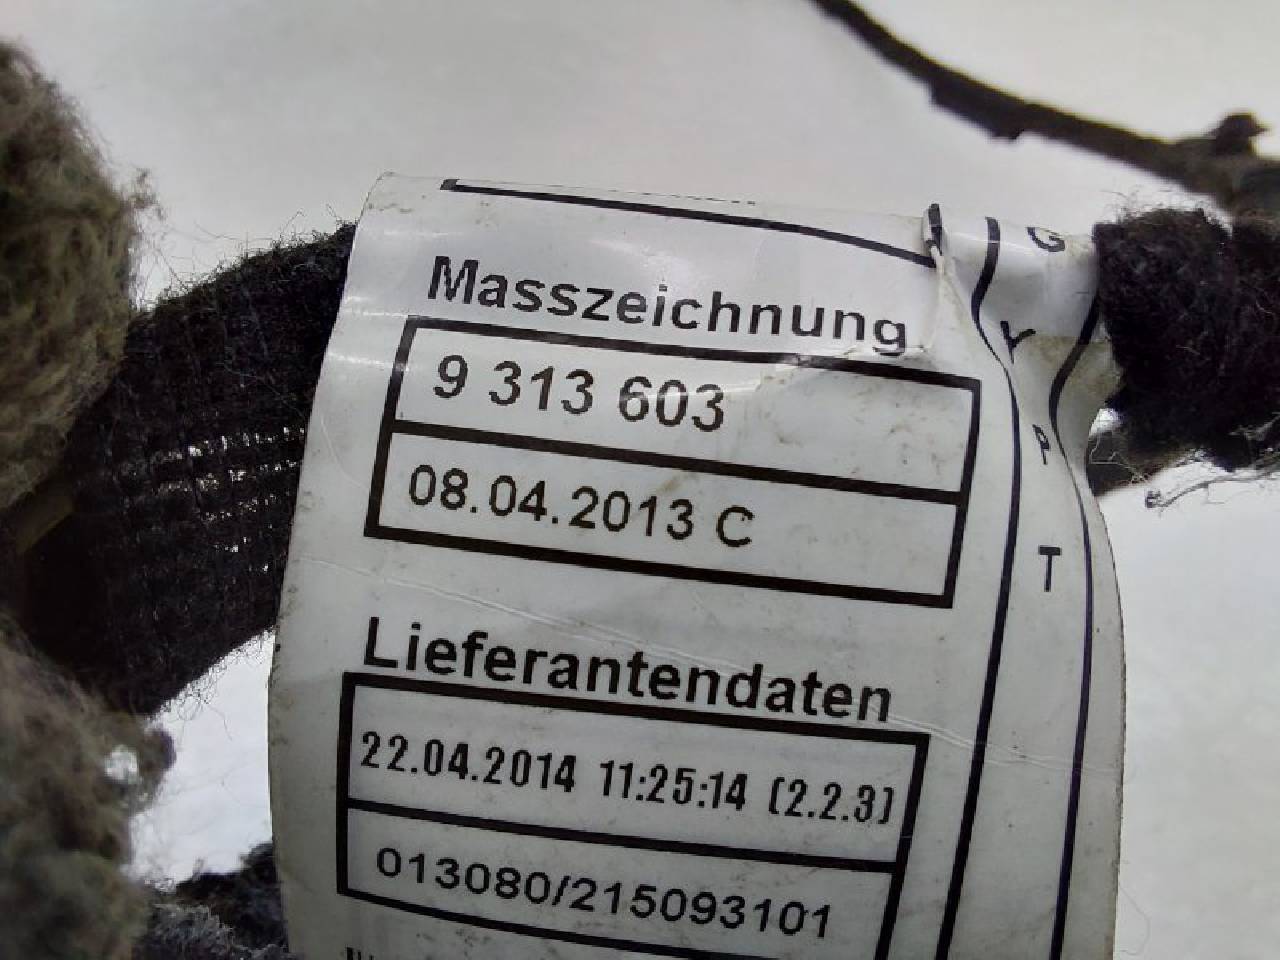 Masszeichnung
9 313 603
08.04.2013 C
Lieferantendaten
22.04.2014 11:25:14 (2.2.3)
013080/215093101
G
Y
P
T